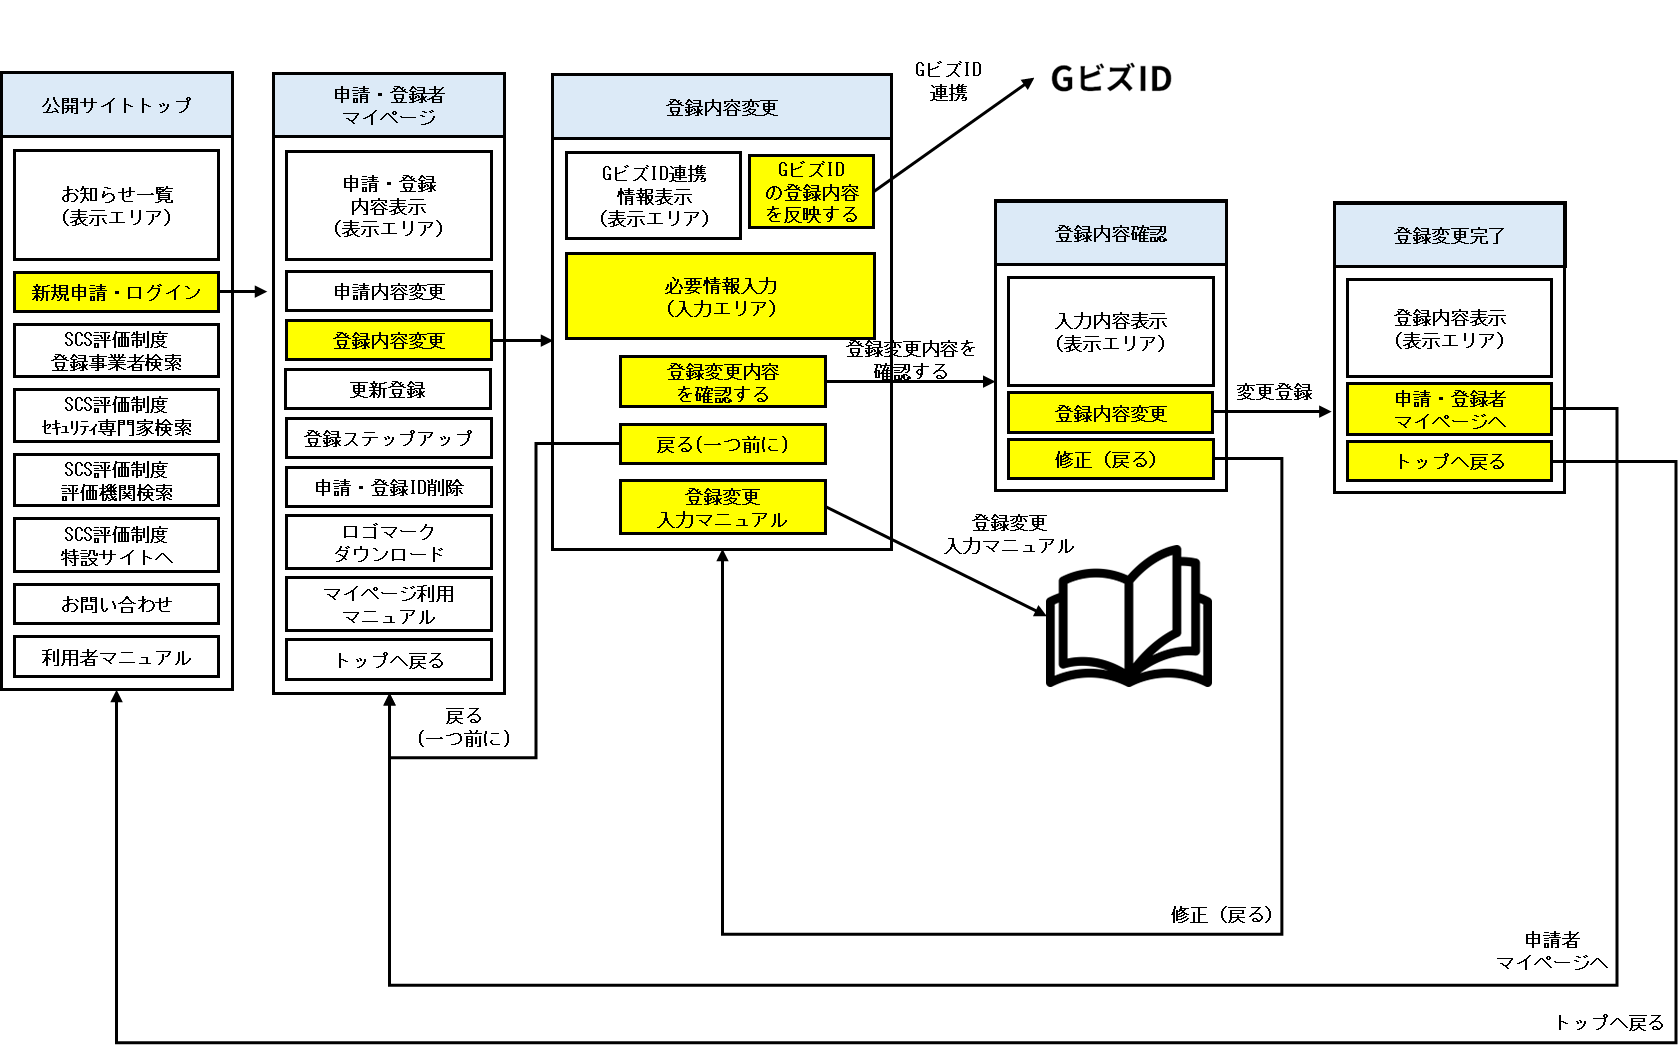 公開サイトトップ
お知らせ一覧
（表示エリア）
新規申請・ログイン
SCS評価制度
登録事業者検索
SCS評価制度
ｾｷｭﾘﾃｨ専門家検索
SCS評価制度
評価機関検索
SCS評価制度
特設サイトへ
お問い合わせ
利用者マニュアル
申請・登録者
マイページ
申請・登録
内容表示
（表示エリア）
申請内容変更
登録内容変更
更新登録
登録ステップアップ
申請・登録ID削除
ロゴマーク
ダウンロード
マイページ利用
マニュアル
トップへ戻る
戻る
（一つ前に）
登録内容変更
GビズID連携
情報表示
（表示エリア）
GビズID
の登録内容
を反映する
必要情報入力
（入力エリア）
登録変更内容
を確認する
戻る(一つ前に）
登録変更
入力マニュアル
GビズID
連携
GビズID
登録変更内容を
確認する
登録内容確認
入力内容表示
（表示エリア）
登録内容変更
修正（戻る）
変更登録
登録変更
入力マニュアル
登録変更完了
登録内容表示
（表示エリア）
申請・登録者
マイページへ
トップへ戻る
修正（戻る）
申請者
マイページへ
トップへ戻る